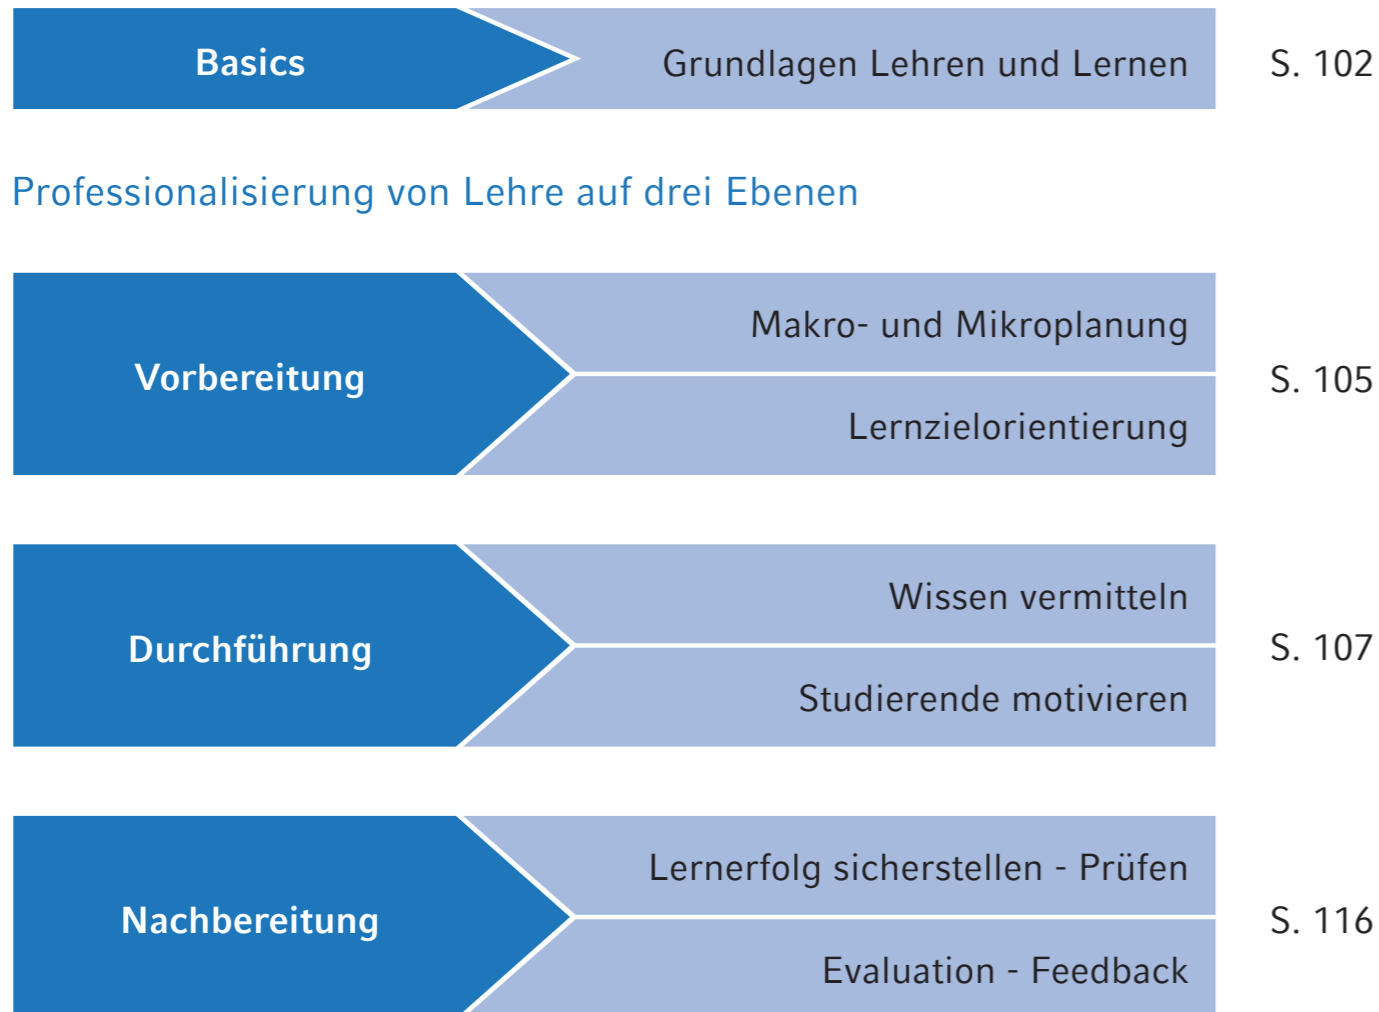 Basics
Grundlagen Lehren und Lernen
S. 102
Professionalisierung von Lehre auf drei Ebenen
Vorbereitung
Makro- und Mikroplanung
Lernzielorientierung
S. 105
Durchführung
Wissen vermitteln
Studierende motivieren
S. 107
Nachbereitung
Lernerfolg sicherstellen - Prüfen
Evaluation - Feedback
S. 116